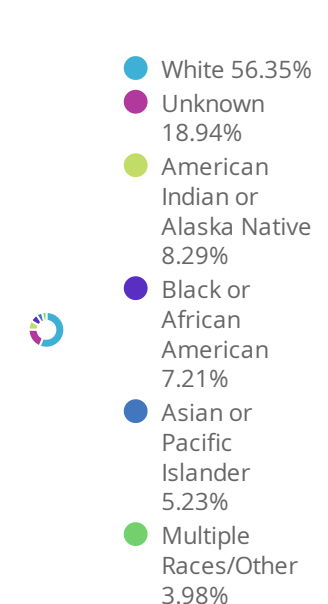 White 56.35%
Unknown
18.94%
American
Indian or
Alaska Native
8.29%
Black or
African
American
7.21%
Asian or
Pacific
Islander
5.23%
Multiple
Races/Other
3.98%